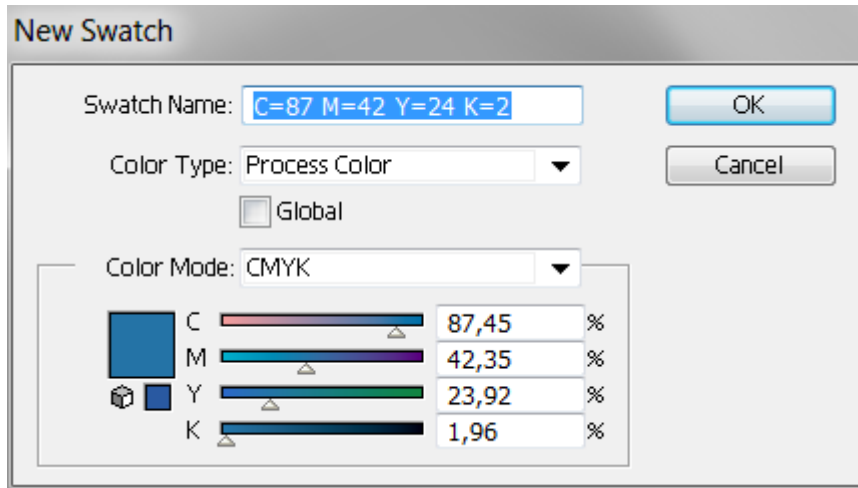 New Swatch
Swatch Name: C=87 M=42 Y=24 K=2 OK
Color Type: Process Color Cancel
Global
Color Mode: CMYK
C 87,45 %
M 42,35 %
Y 23,92 %
K 1,96 %